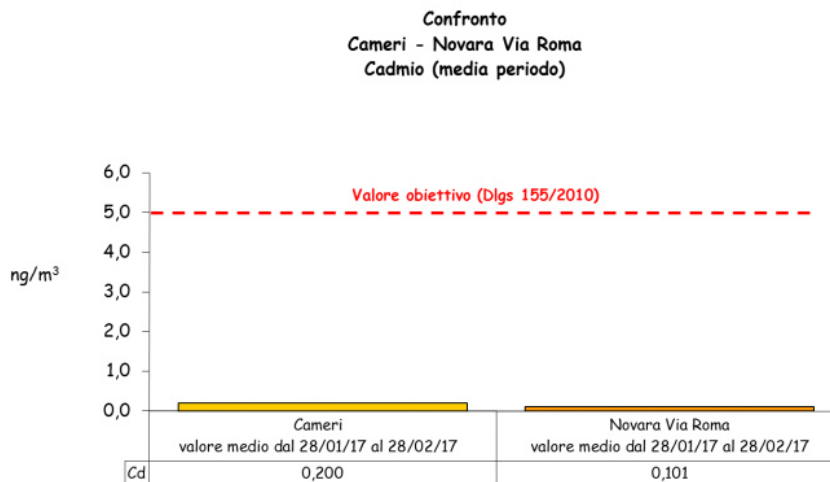 Confronto
Cameri - Novara Via Roma
Cadmio (media periodo)
6,0
Valore obiettivo (Dlgs 155/2010)
5,0
4,0
ng/m³
3,0
2,0
1,0
0,0
Cameri
valore medio dal 28/01/17 al 28/02/17
Novara Via Roma
valore medio dal 28/01/17 al 28/02/17
Cd 0,200 0,101